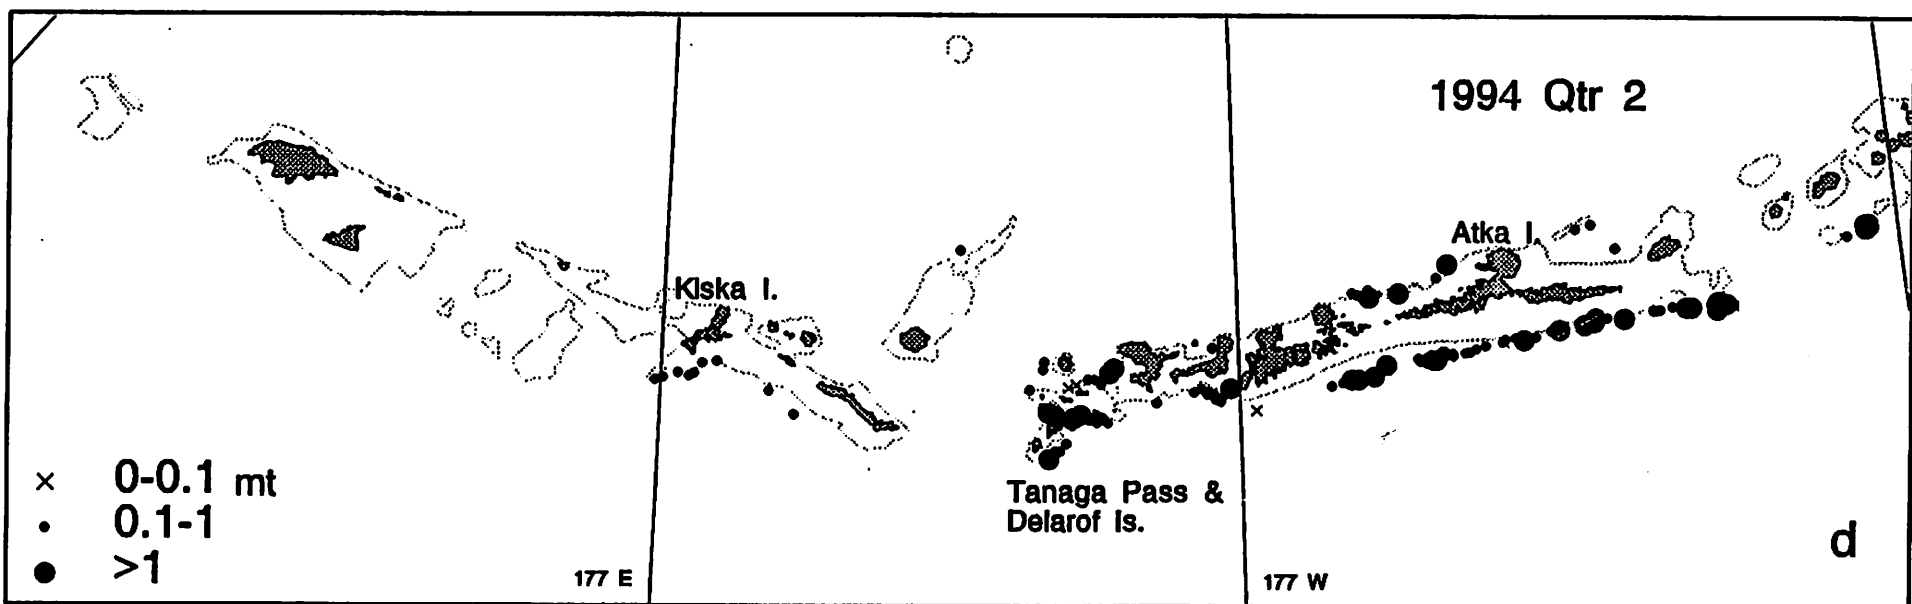 1994 Qtr 2
Atka I.
Kiska I.
× 0-0.1 mt
• 0.1-1
● >1
Tanaga Pass &
Delarof Is.
177 E
177 W
d